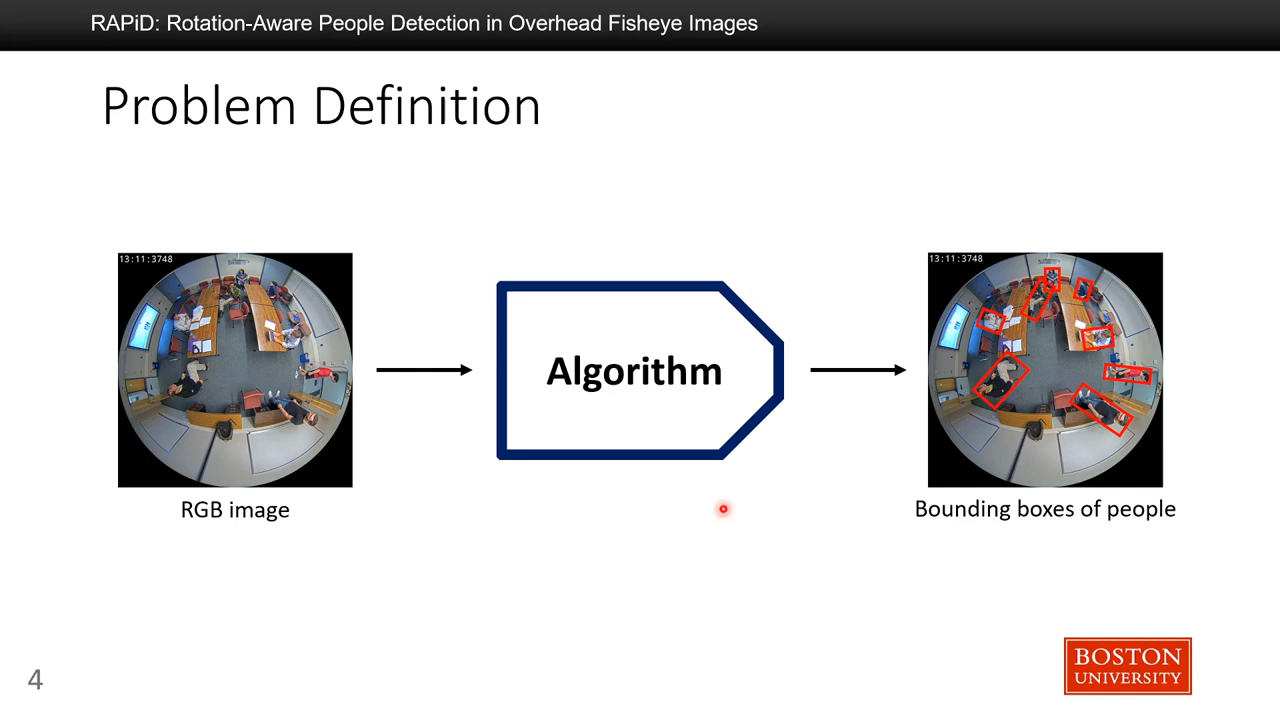 RAPiD: Rotation-Aware People Detection in Overhead Fisheye Images
Problem Definition
13:11:3748
13:11:3748
Algorithm
RGB image
Bounding boxes of people
4
BOSTON
UNIVERSITY